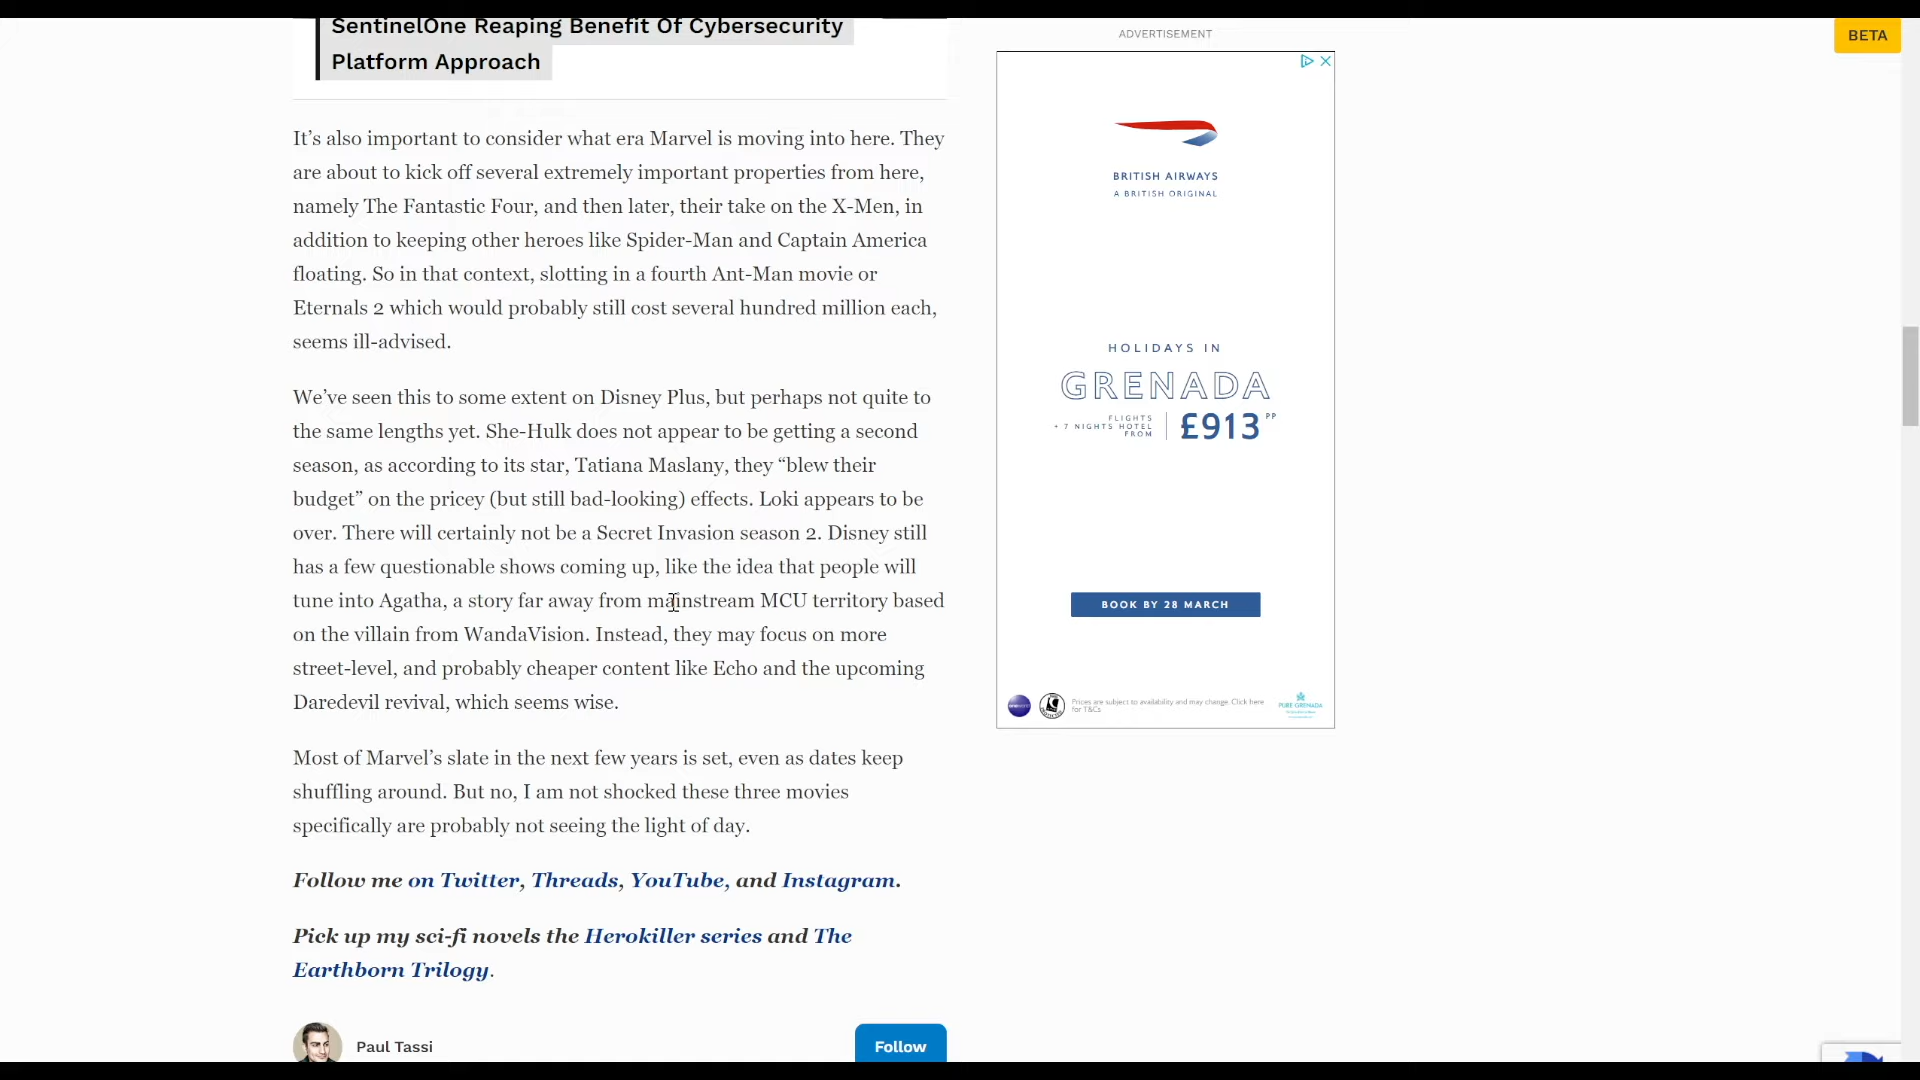 SentinelOne Reaping Benefit Of Cybersecurity
Platform Approach
It’s also important to consider what era Marvel is moving into here. They
are about to kick off several extremely important properties from here,
namely The Fantastic Four, and then later, their take on the X-Men, in
addition to keeping other heroes like Spider-Man and Captain America
floating. So in that context, slotting in a fourth Ant-Man movie or
Eternals 2 which would probably still cost several hundred million each,
seems ill-advised.
We’ve seen this to some extent on Disney Plus, but perhaps not quite to
the same lengths yet. She-Hulk does not appear to be getting a second
season, as according to its star, Tatiana Maslany, they “blew their
budget” on the pricey (but still bad-looking) effects. Loki appears to be
over. There will certainly not be a Secret Invasion season 2. Disney still
has a few questionable shows coming up, like the idea that people will
tune into Agatha, a story far away from mainstream MCU territory based
on the villain from WandaVision. Instead, they may focus on more
street-level, and probably cheaper content like Echo and the upcoming
Daredevil revival, which seems wise.
Most of Marvel’s slate in the next few years is set, even as dates keep
shuffling around. But no, I am not shocked these three movies
specifically are probably not seeing the light of day.
Follow me on Twitter, Threads, YouTube, and Instagram.
Pick up my sci-fi novels the Herokiller series and The
Earthborn Trilogy.
Paul Tassi
Follow
ADVERTISEMENT
BRITISH AIRWAYS
A BRITISH ORIGINAL
HOLIDAYS IN
GRENADA
FLIGHTS
+ 7 NIGHTS HOTEL
FROM
£913 PP
BOOK BY 28 MARCH
Prices are subject to availability and may change. Click here
for T&Cs
PURE GRENADA
BETA